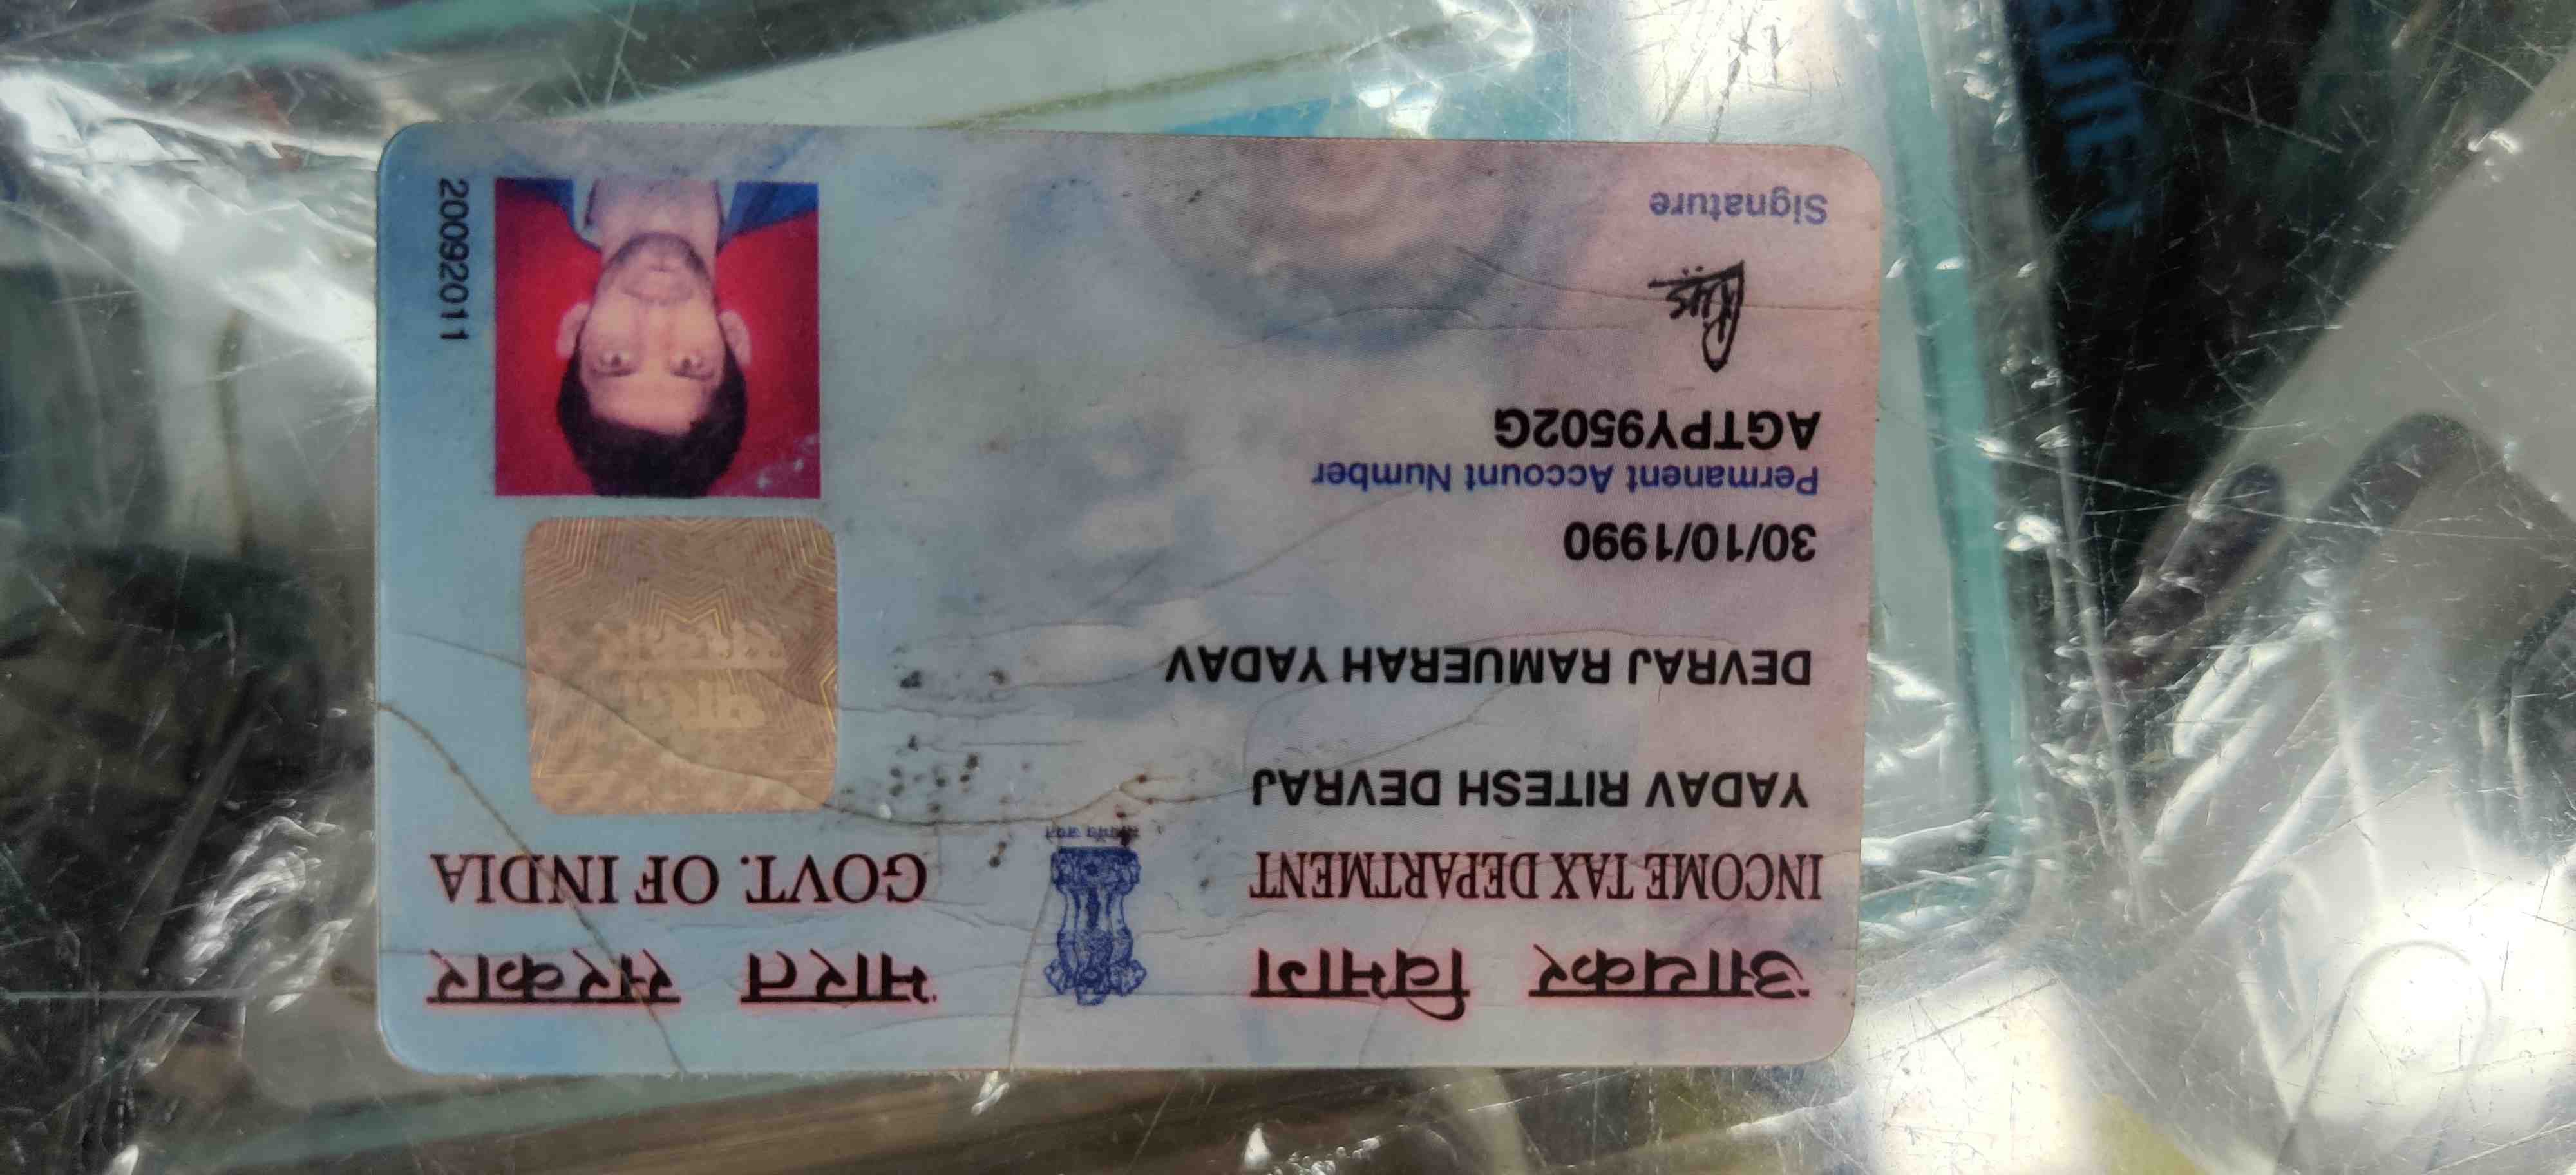 आयकर विभाग
INCOME TAX DEPARTMENT
भारत सरकार
GOVT. OF INDIA
YADAV RITESH DEVRAJ
DEVRAJ RAMUERAH YADAV
30/10/1990
Permanent Account Number
AGTPY9502G
Signature
20092011